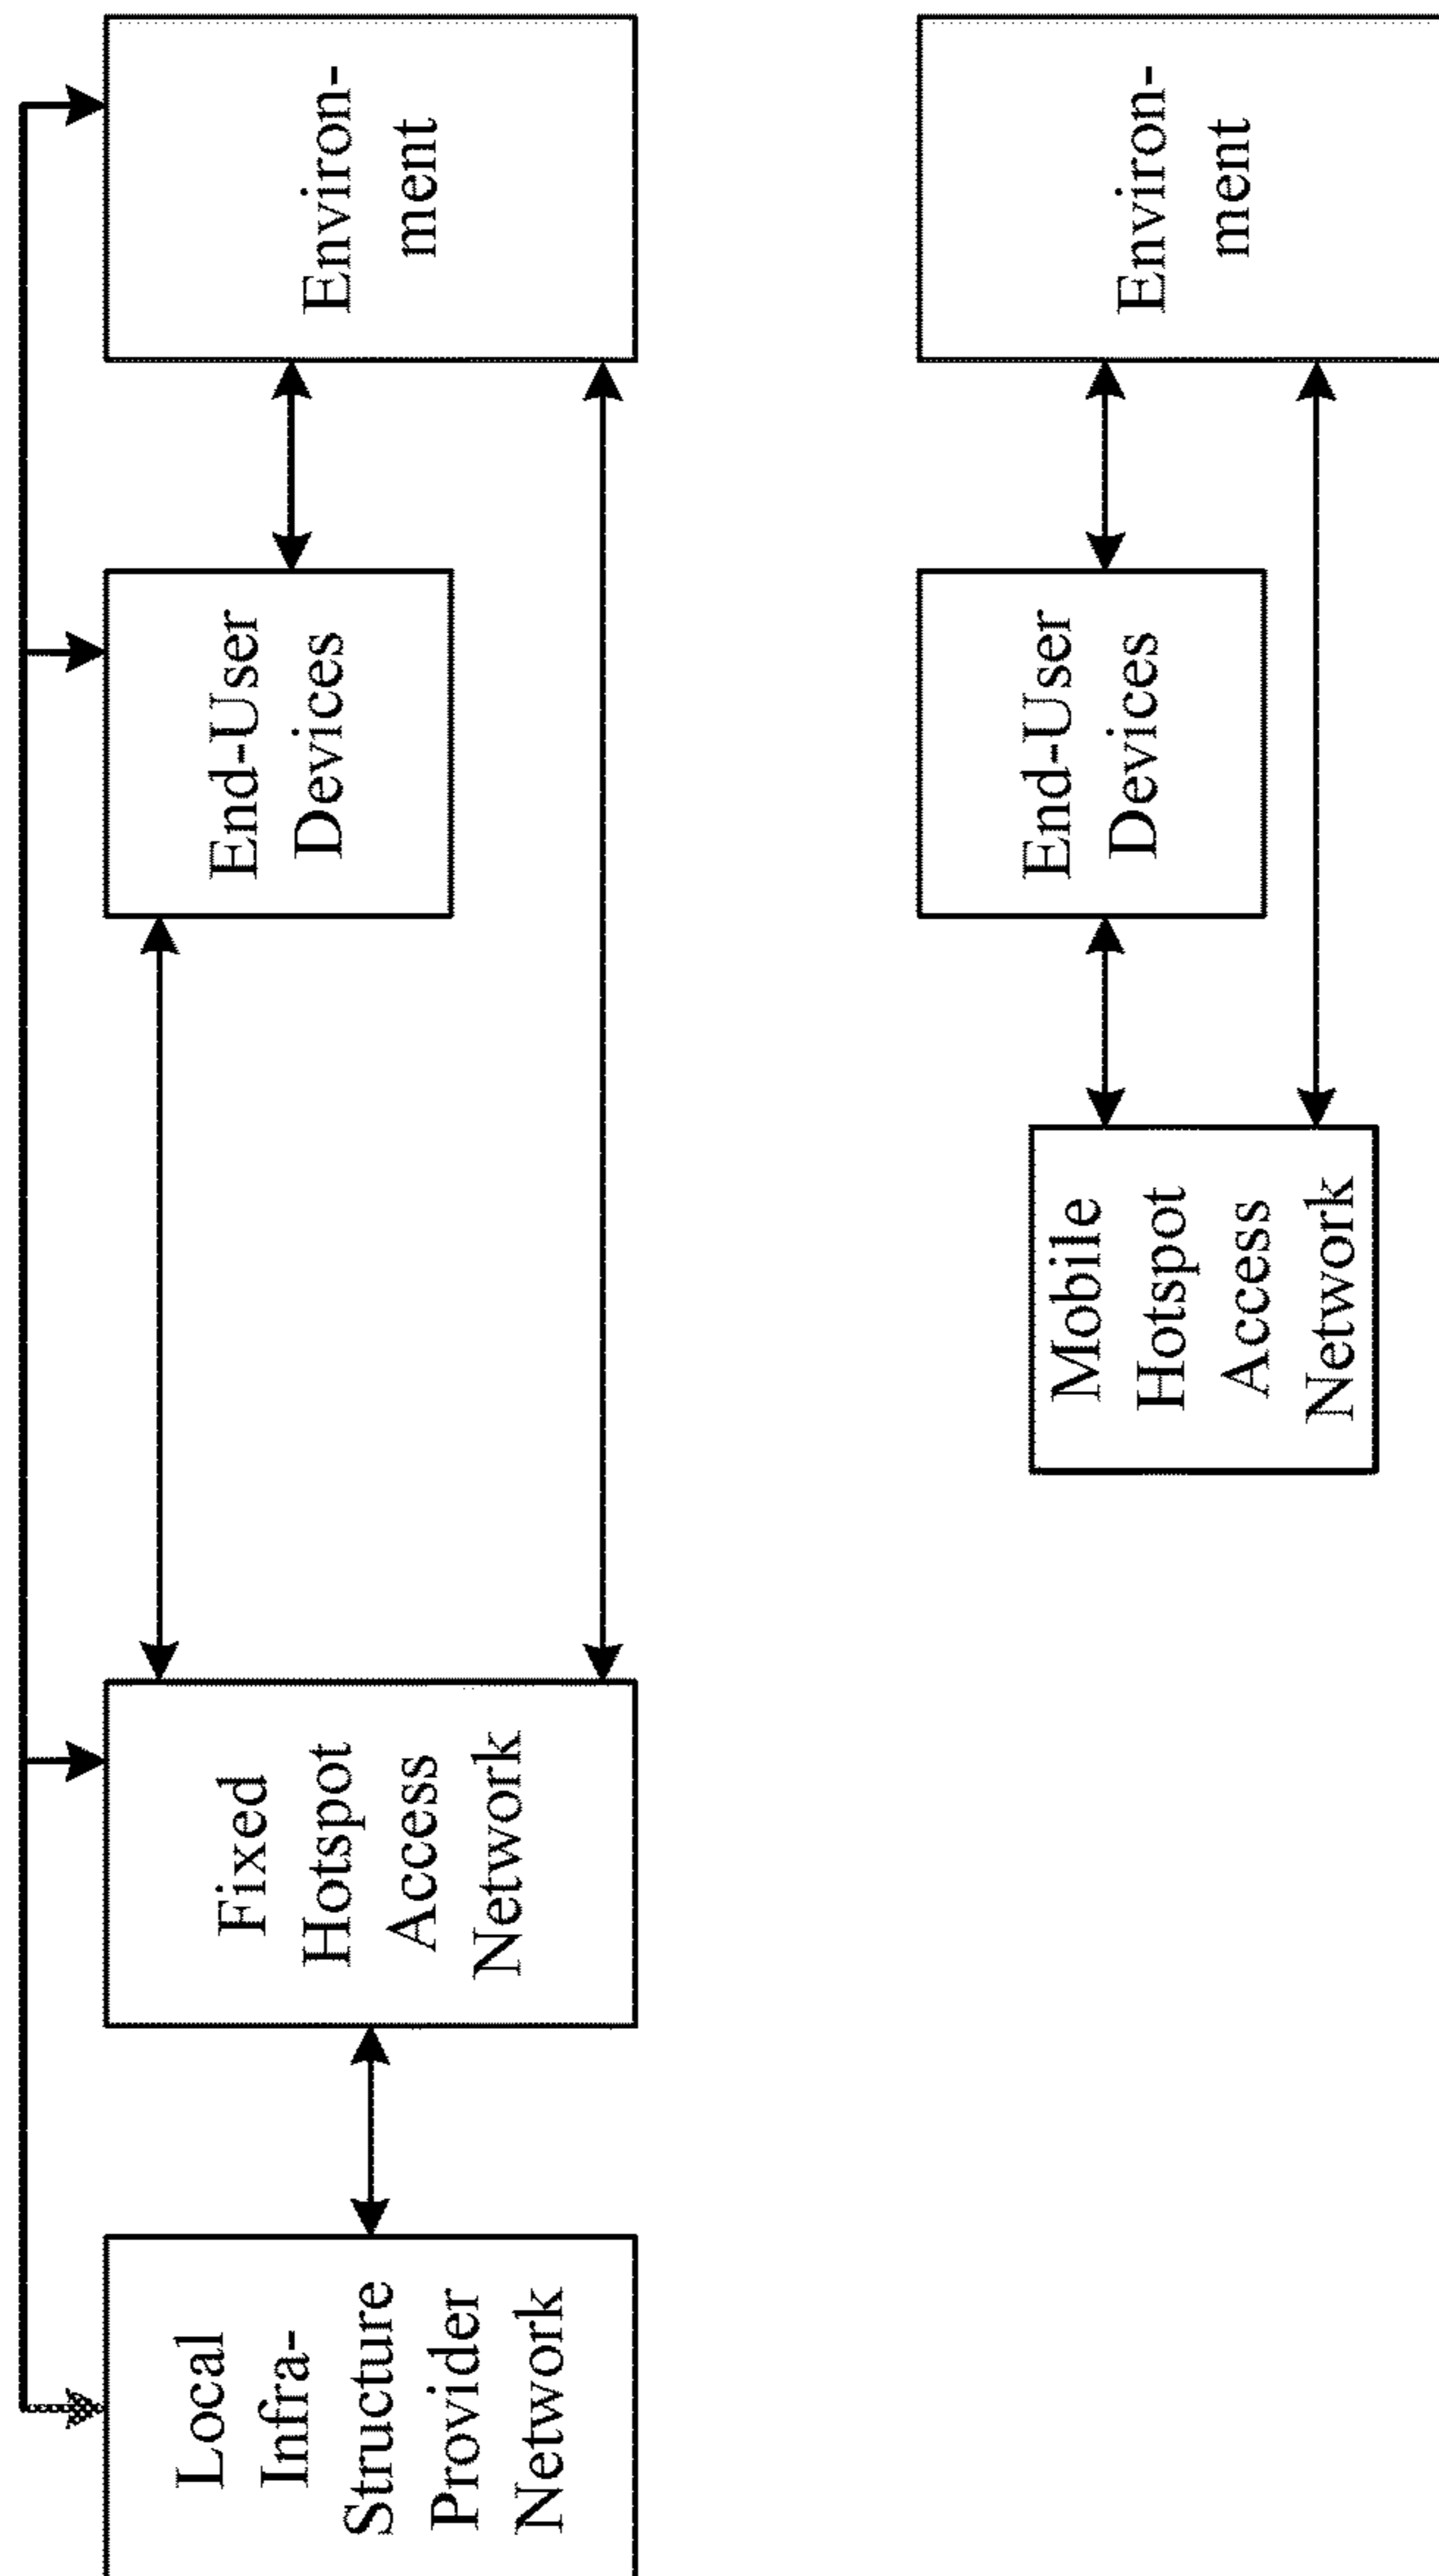 Local
Infra-
Structure
Provider
Network
Fixed
Hotspot
Access
Network
End-User
Devices
Environ-
ment
Mobile
Hotspot
Access
Network
End-User
Devices
Environ-
ment